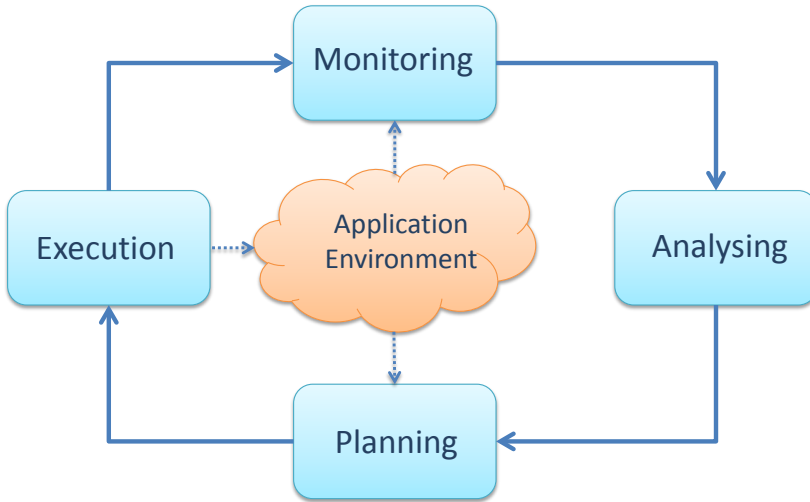 Monitoring
Execution
Application
Environment
Analysing
Planning